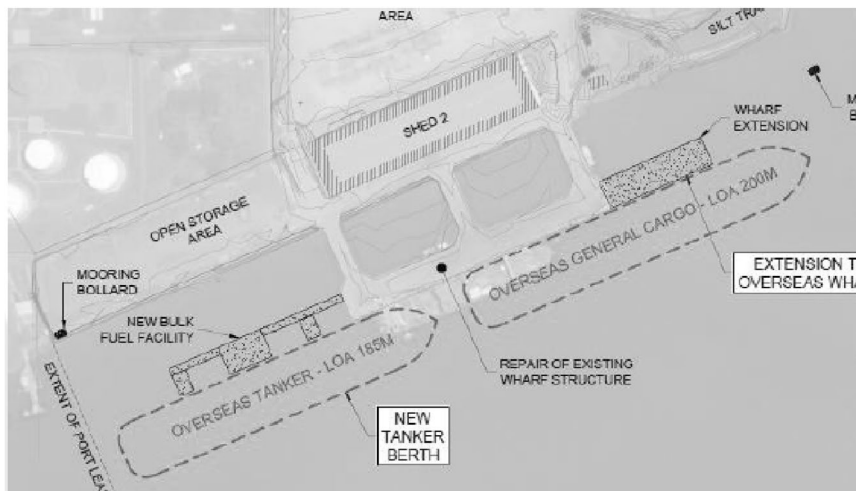 AREA
SILT TRA
SHED 2
WHARF
EXTENSION
M
B
OPEN STORAGE
AREA
OVERSEAS GENERAL CARGO - LOA 200M
EXTENSION T
OVERSEAS WHA
MOORING
BOLLARD
NEW BULK
FUEL FACILITY
OVERSEAS TANKER - LOA 185M
REPAIR OF EXISTING
WHARF STRUCTURE
EXTENT OF PORT LEA
NEW
TANKER
BERTH